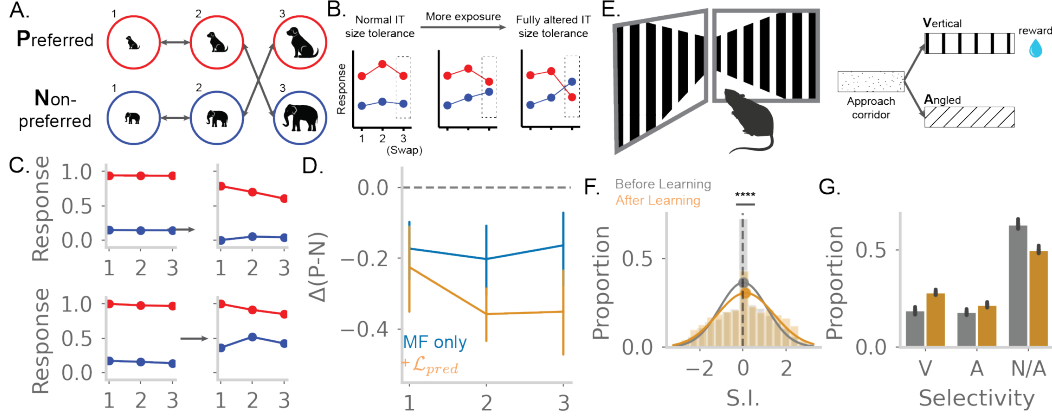 A.
1
2
3
Preferred
1
2
3
Non-
preferred
B.
Normal IT
size tolerance
More exposure
Fully altered IT
size tolerance
Response
1 2 3
(Swap)
1 2 3
C.
Response
1.0
0.5
0.0
1 2 3
1 2 3
Response
1.0
0.5
0.0
1 2 3
1 2 3
D.
Δ(P-N)
0.0
−0.2
−0.4
MF only
+ℒpred
1 2 3
E.
Approach
corridor
Vertical
reward
Angled
F.
Before Learning
After Learning
****
Proportion
0.5
0.0
−2 0 2
S.I.
G.
Proportion
0.5
0.0
V A N/A
Selectivity